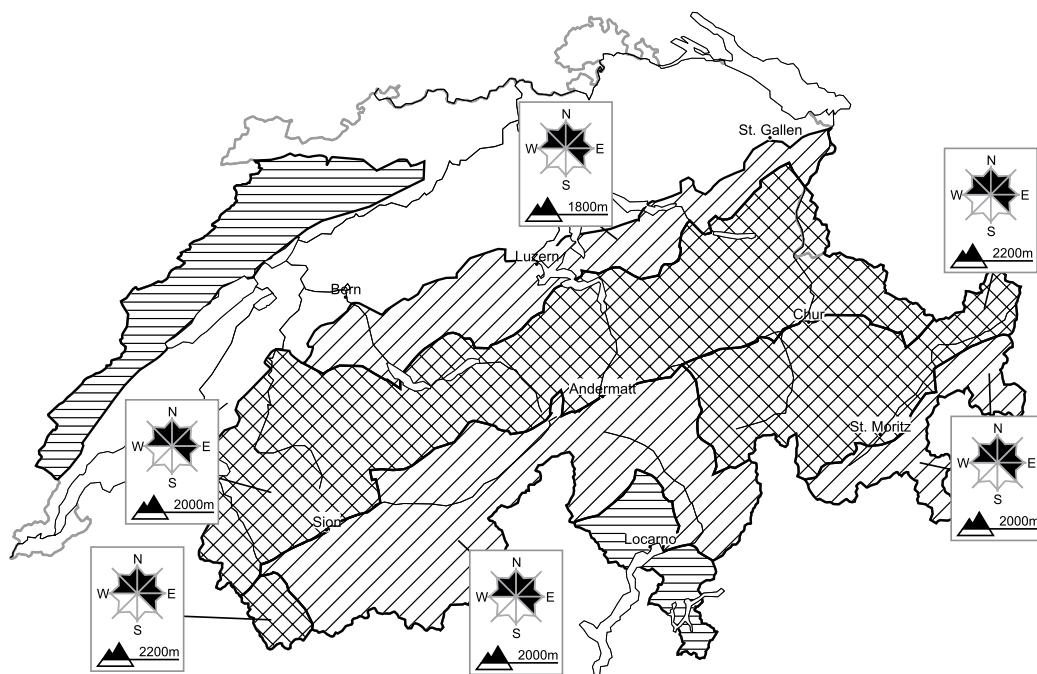 N
W E
S
1800m
St. Gallen
N
W E
S
2200m
Luzern
Bern
Chur
Andermatt
N
W E
S
2000m
St. Moritz
N
W E
S
2000m
Sion
Locarno
N
W E
S
2200m
N
W E
S
2000m